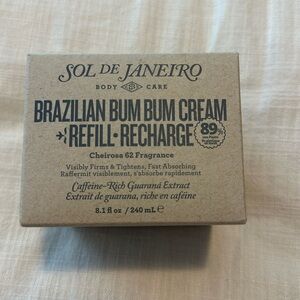 SOL DE JANEIRO
BODY CARE
BRAZILIAN BUM BUM CREAM
REFILL • RECHARGE
89%
Cheirosa 62 Fragrance
Visibly Firms & Tightens, Fast-Absorbing
Raffermit visiblement, s'absorbe rapidement
Caffeine-Rich Guaraná Extract
Extrait de guarana, riche en caféine
8.1 fl oz / 240 mL ℮